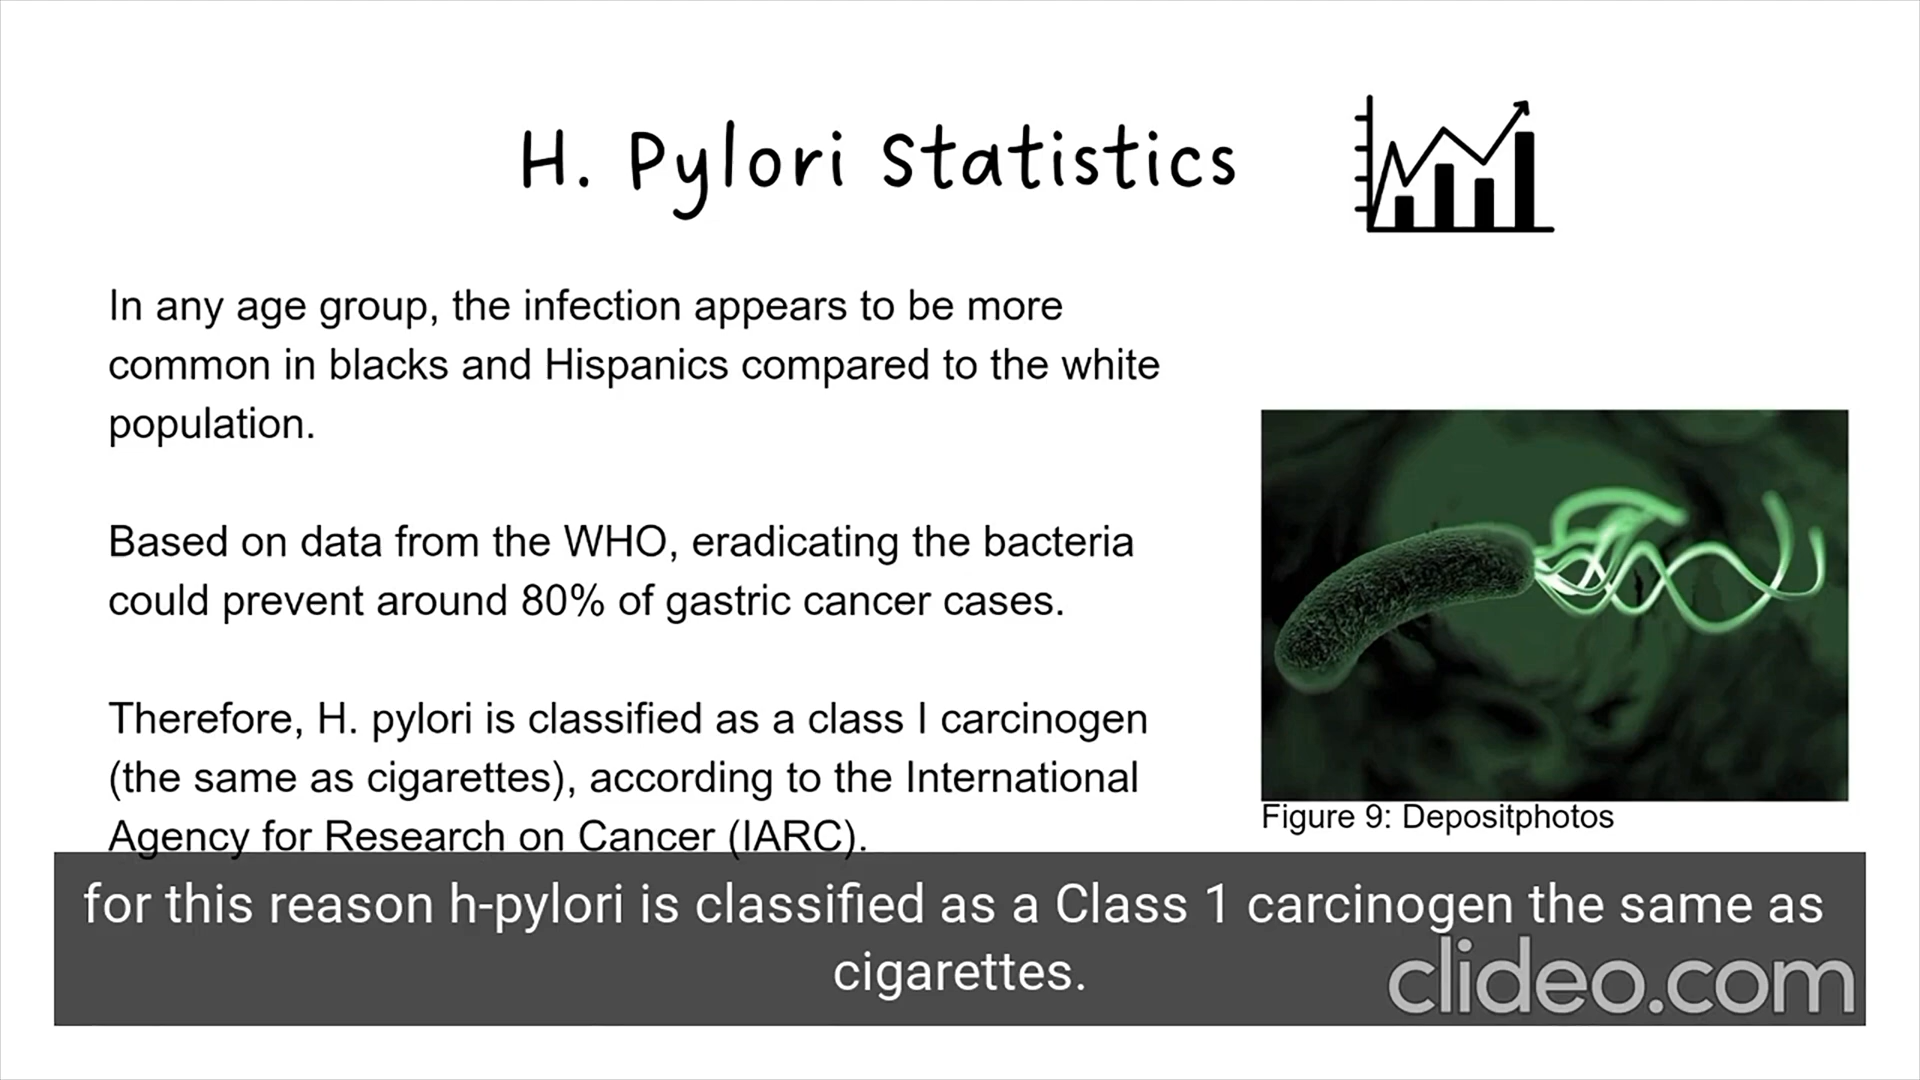 H. Pylori Statistics
In any age group, the infection appears to be more
common in blacks and Hispanics compared to the white
population.
Based on data from the WHO, eradicating the bacteria
could prevent around 80% of gastric cancer cases.
Therefore, H. pylori is classified as a class I carcinogen
(the same as cigarettes), according to the International
Agency for Research on Cancer (IARC).
Figure 9: Depositphotos
for this reason h-pylori is classified as a Class 1 carcinogen the same as
cigarettes.
clideo.com